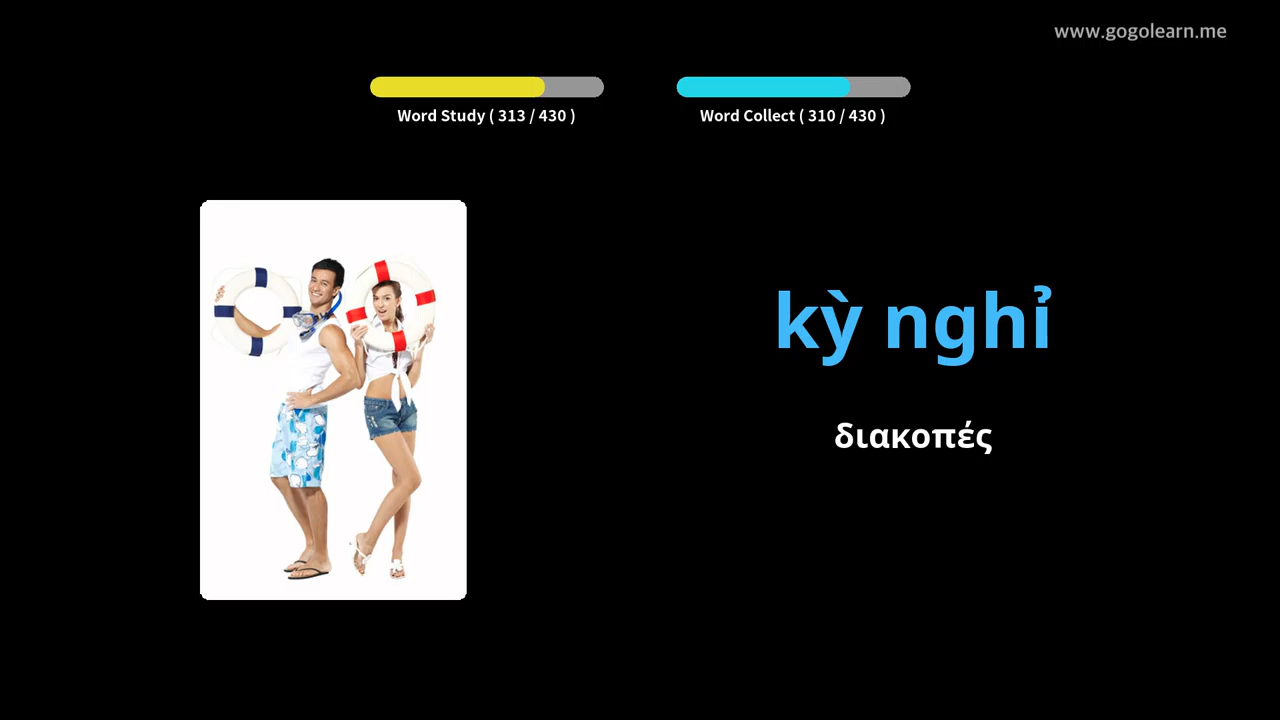 www.gogolearn.me
Word Study ( 313 / 430 )
Word Collect ( 310 / 430 )
kỳ nghỉ
διακοπές